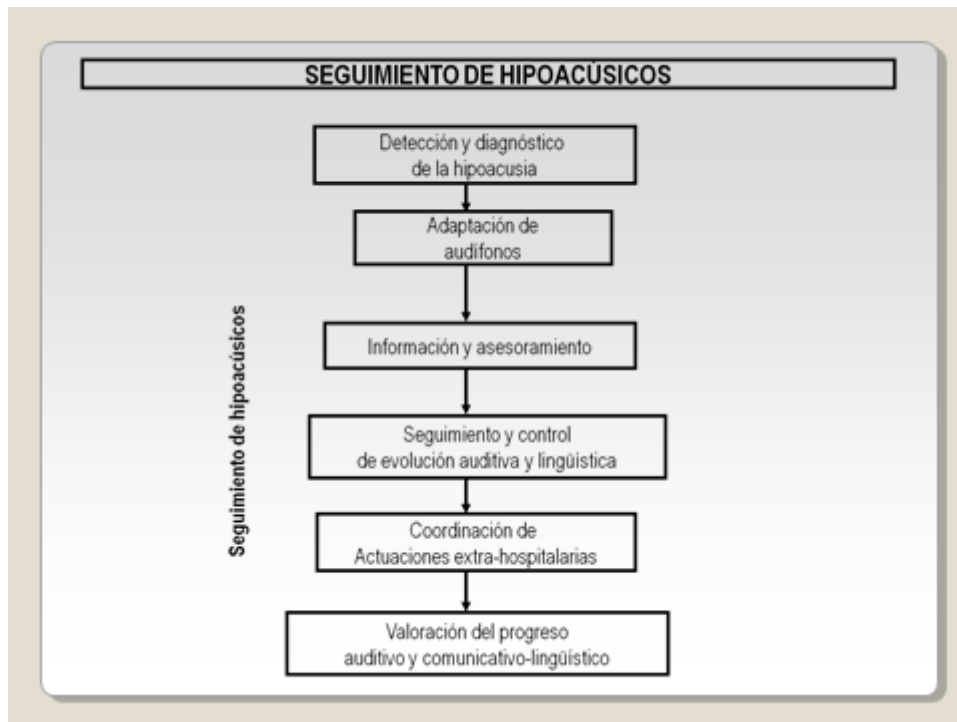 SEGUIMIENTO DE HIPOACÚSICOS
Detección y diagnóstico
de la hipoacusia
Adaptación de
audífonos
Información y asesoramiento
Seguimiento y control
de evolución auditiva y lingüística
Coordinación de
Actuaciones extra-hospitalarias
Valoración del progreso
auditivo y comunicativo-lingüístico
Seguimiento de hipoacúsicos